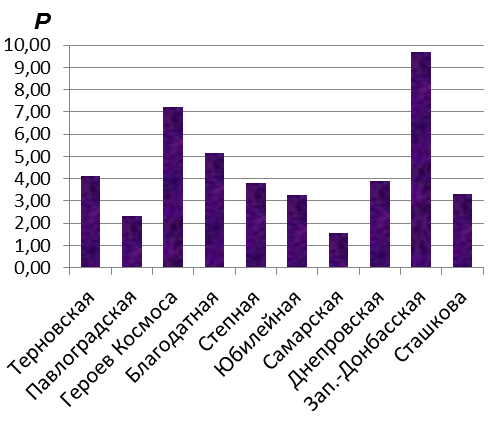 P
10,00
9,00
8,00
7,00
6,00
5,00
4,00
3,00
2,00
1,00
0,00
Терновская
Павлоградская
Героев Космоса
Благодатная
Степная
Юбилейная
Самарская
Днепровская
Зап.-Донбасская
Сташкова